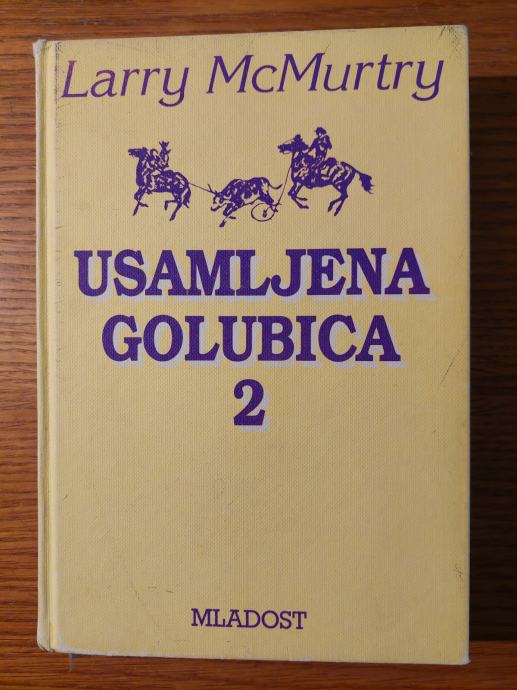 Larry McMurtry
USAMLJENA
GOLUBICA
2
MLADOST